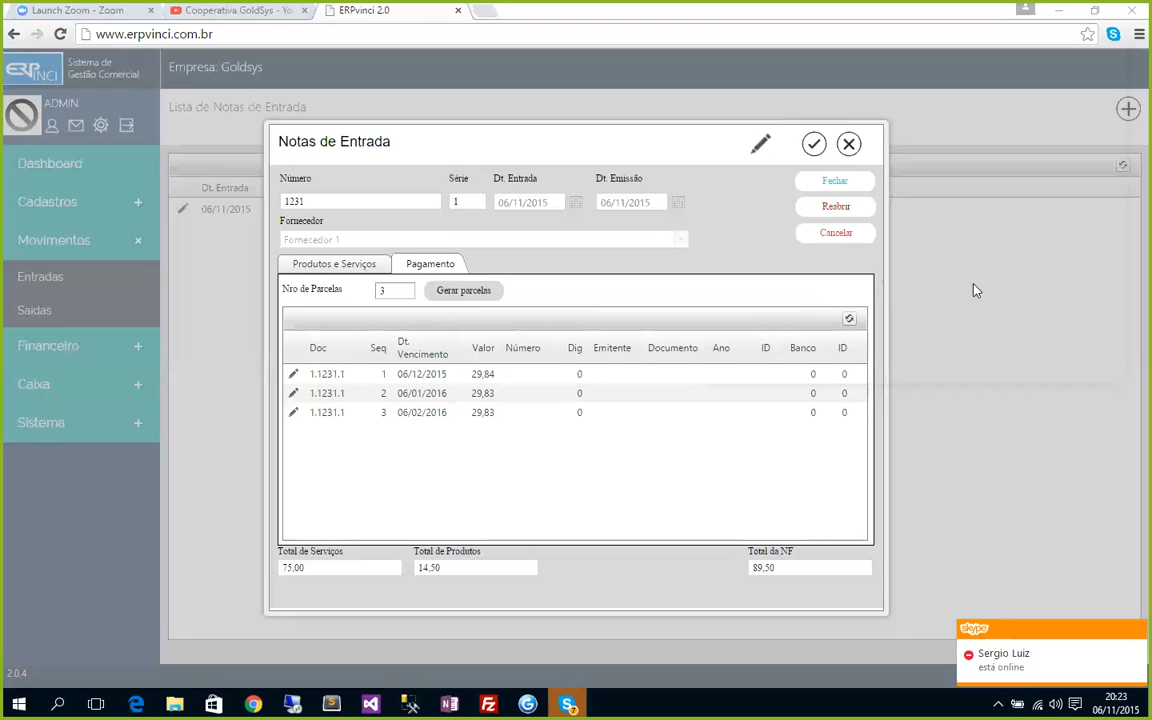 Launch Zoom - Zoom
Cooperativa GoldSys - Yo
ERPvinci 2.0
www.erpvinci.com.br
ERP VINCI
Sistema de
Gestão Comercial
Empresa: Goldsys
ADMIN
Lista de Notas de Entrada
Dashboard
Cadastros +
Movimentos ×
Entradas
Saídas
Financeiro +
Caixa +
Sistema +
2.0.4
Dt. Entrada
06/11/2015
Notas de Entrada
Número Série Dt. Entrada Dt. Emissão
1231 1 06/11/2015 06/11/2015
Fornecedor
Fornecedor 1
Fechar
Reabrir
Cancelar
Produtos e Serviços Pagamento
Nro de Parcelas 3 Gerar parcelas
Doc Seq Dt. Vencimento Valor Número Dig Emitente Documento Ano ID Banco ID
1.1231.1 1 06/12/2015 29,84 0 0 0
1.1231.1 2 06/01/2016 29,83 0 0 0
1.1231.1 3 06/02/2016 29,83 0 0 0
Total de Serviços Total de Produtos Total da NF
75,00 14,50 89,50
skype
Sergio Luiz
está online
20:23
06/11/2015